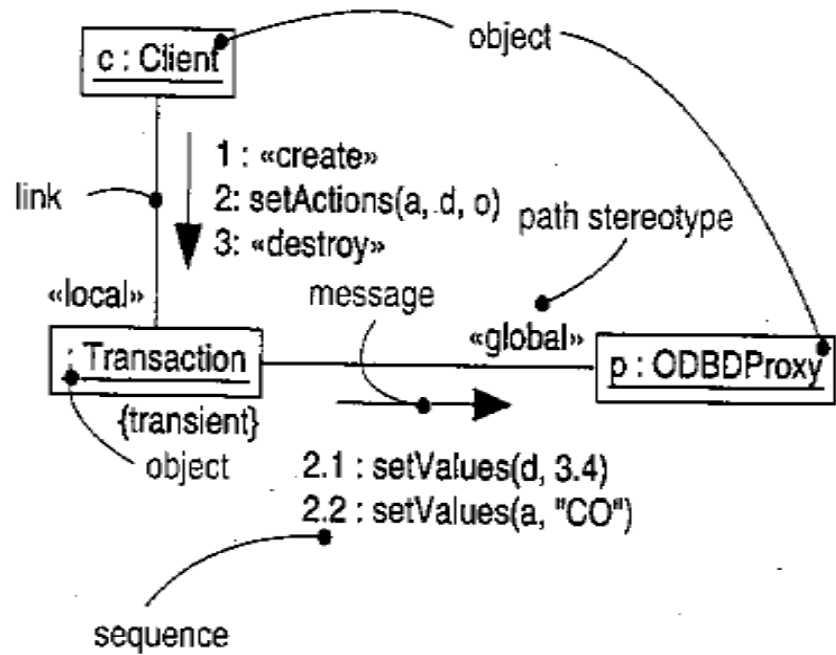 object
c : Client
1 : «create»
link
2: setActions(a, d, o)
path stereotype
3: «destroy»
«local»
message
«global»
: Transaction
p : ODBDProxy
{transient}
object
2.1 : setValues(d, 3.4)
2.2 : setValues(a, "CO")
sequence